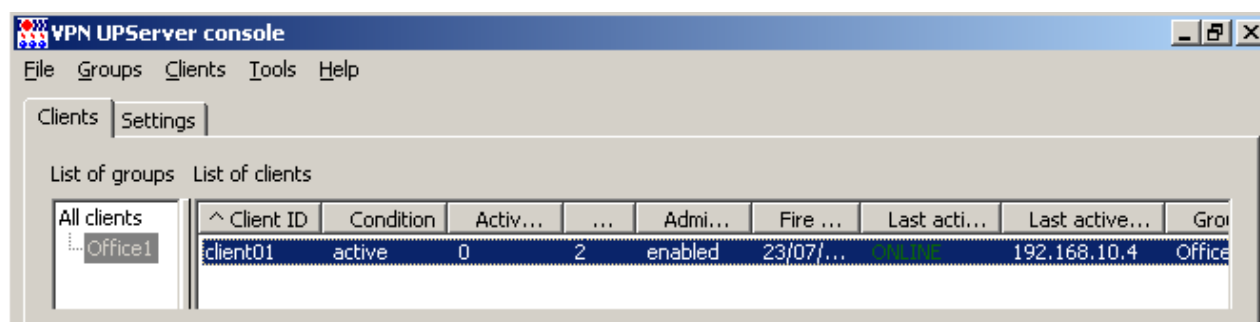 VPN UPServer console
File Groups Clients Tools Help
Clients Settings
List of groups List of clients
All clients ^ Client ID Condition Activ... ... Admi... Fire ... Last acti... Last active... Grou
Office1 client01 active 0 2 enabled 23/07/... ONLINE 192.168.10.4 Office